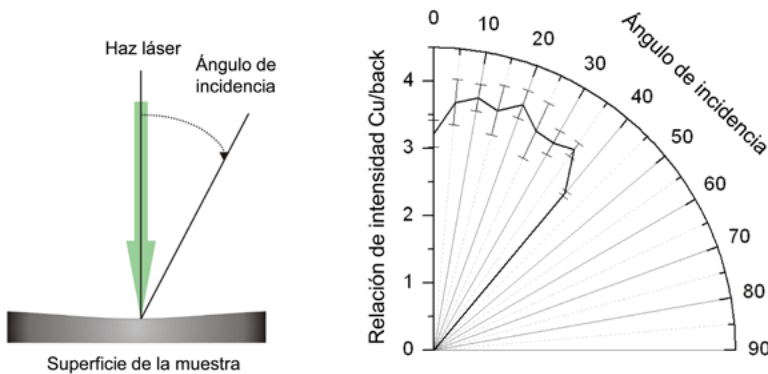 Haz láser
Ángulo de
incidencia
Superficie de la muestra
Relación de intensidad Cu/back
4
3
2
1
0
0
10
20
30
40
50
60
70
80
90
Ángulo de incidencia